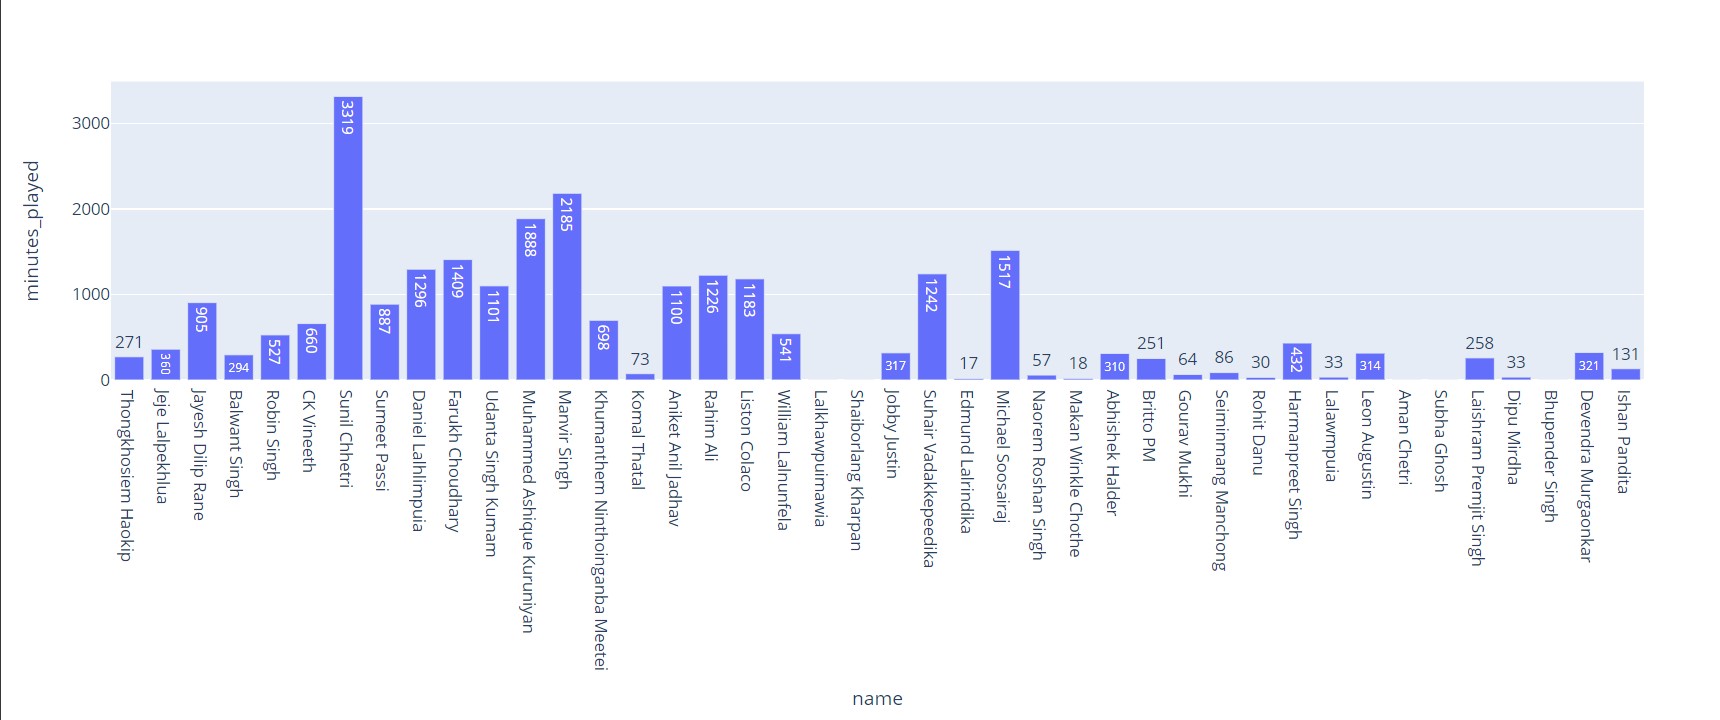 minutes_played
3000
2000
1000
0
271
360
905
294
527
660
3319
887
1296
1409
1101
1888
2185
698
73
1100
1226
1183
541
317
1242
17
1517
57
18
310
251
64
86
30
432
33
314
258
33
321
131
Thongkhosiem Haokip
Jeje Lalpekhlua
Jayesh Dilip Rane
Balwant Singh
Robin Singh
CK Vineeth
Sunil Chhetri
Sumeet Passi
Daniel Lalhlimpuia
Farukh Choudhary
Udanta Singh Kumam
Muhammed Ashique Kuruniyan
Manvir Singh
Khumanthem Ninthoinganba Meetei
Komal Thatal
Aniket Anil Jadhav
Rahim Ali
Liston Colaco
William Lalnunfela
Lalkhawpuimawia
Shaiborlang Kharpan
Jobby Justin
Suhair Vadakkepeedika
Edmund Lalrindika
Michael Soosairaj
Naorem Roshan Singh
Makan Winkle Chothe
Abhishek Halder
Britto PM
Gourav Mukhi
Seiminmang Manchong
Rohit Danu
Harmanpreet Singh
Lalawmpuia
Leon Augustin
Aman Chetri
Subha Ghosh
Laishram Premjit Singh
Dipu Mirdha
Bhupender Singh
Devendra Murgaonkar
Ishan Pandita
name